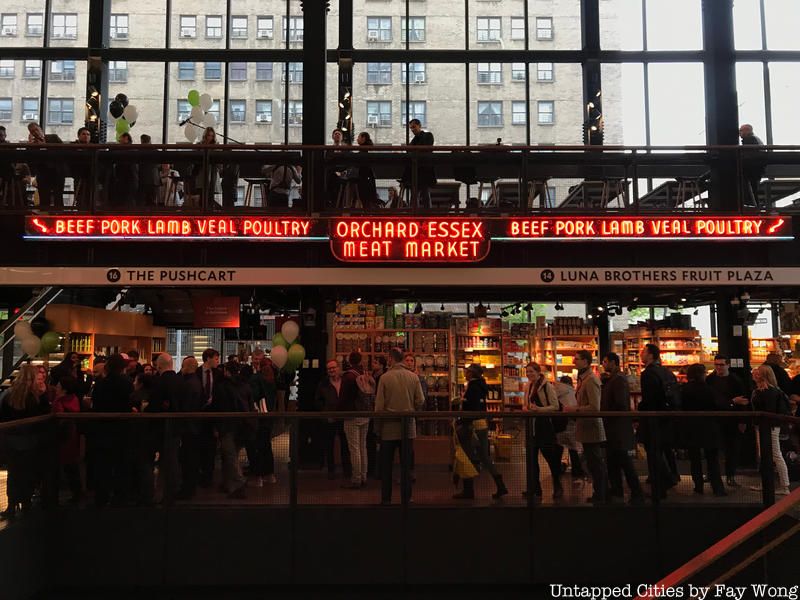 BEEF PORK LAMB VEAL POULTRY
ORCHARD ESSEX
MEAT MARKET
BEEF PORK LAMB VEAL POULTRY
16 THE PUSHCART
14 LUNA BROTHERS FRUIT PLAZA
Untapped Cities by Fay Wong